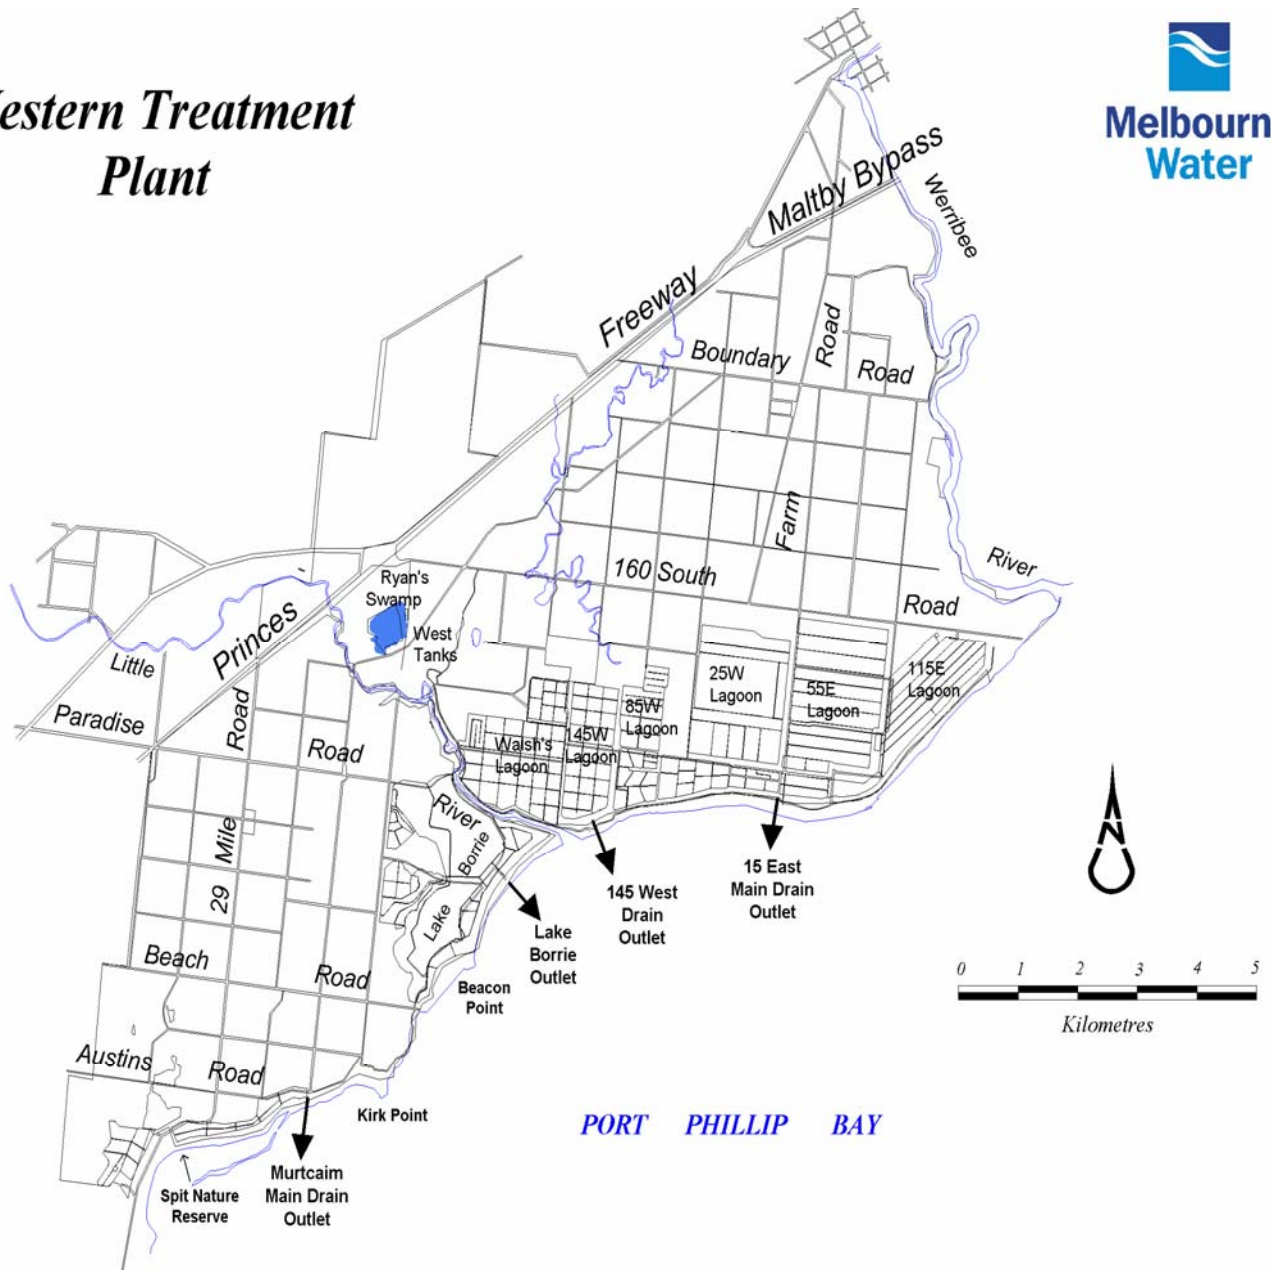 estern Treatment
Plant
Melbourn
Water
Maltby Bypass
Werribee
Freeway
Boundary
Road
Road
Farm
160 South
Road
River
Ryan's
Swamp
West
Tanks
Little
Princes
Paradise
Road
Road
25W
Lagoon
55E
Lagoon
115E
Lagoon
85W
Lagoon
145W
Lagoon
Walsh's
Lagoon
River
Borrie
Lake
29
Mile
Beach
Road
Austins
Road
15 East
Main Drain
Outlet
145 West
Drain
Outlet
Lake
Borrie
Outlet
Beacon
Point
Kirk Point
Murtcaim
Main Drain
Outlet
Spit Nature
Reserve
PORT PHILLIP BAY
N
0 1 2 3 4 5
Kilometres